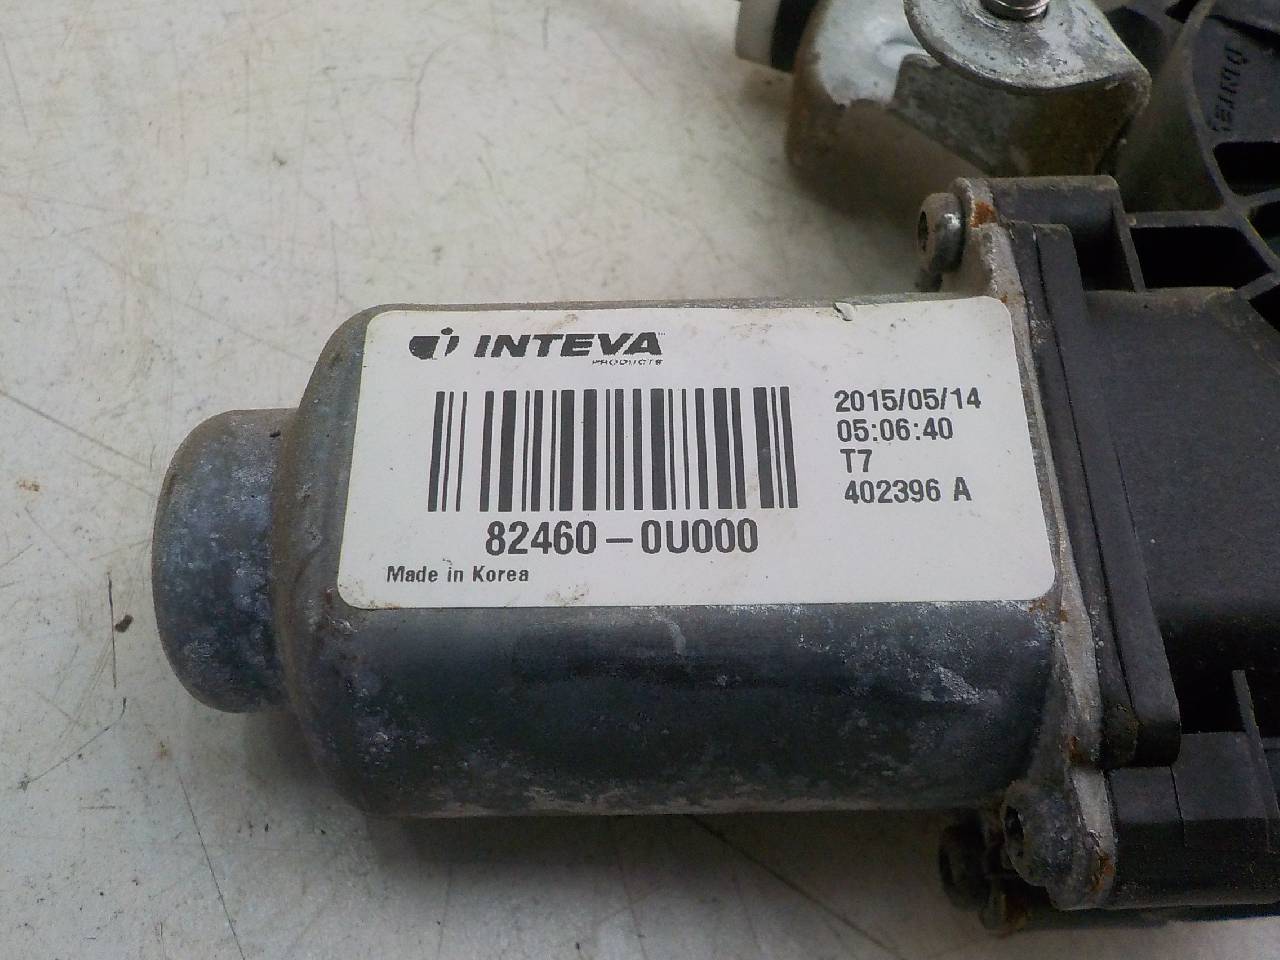 INTEVA
PRODUCTS
2015/05/14
05:06:40
T7
402396 A
82460-0U000
Made in Korea